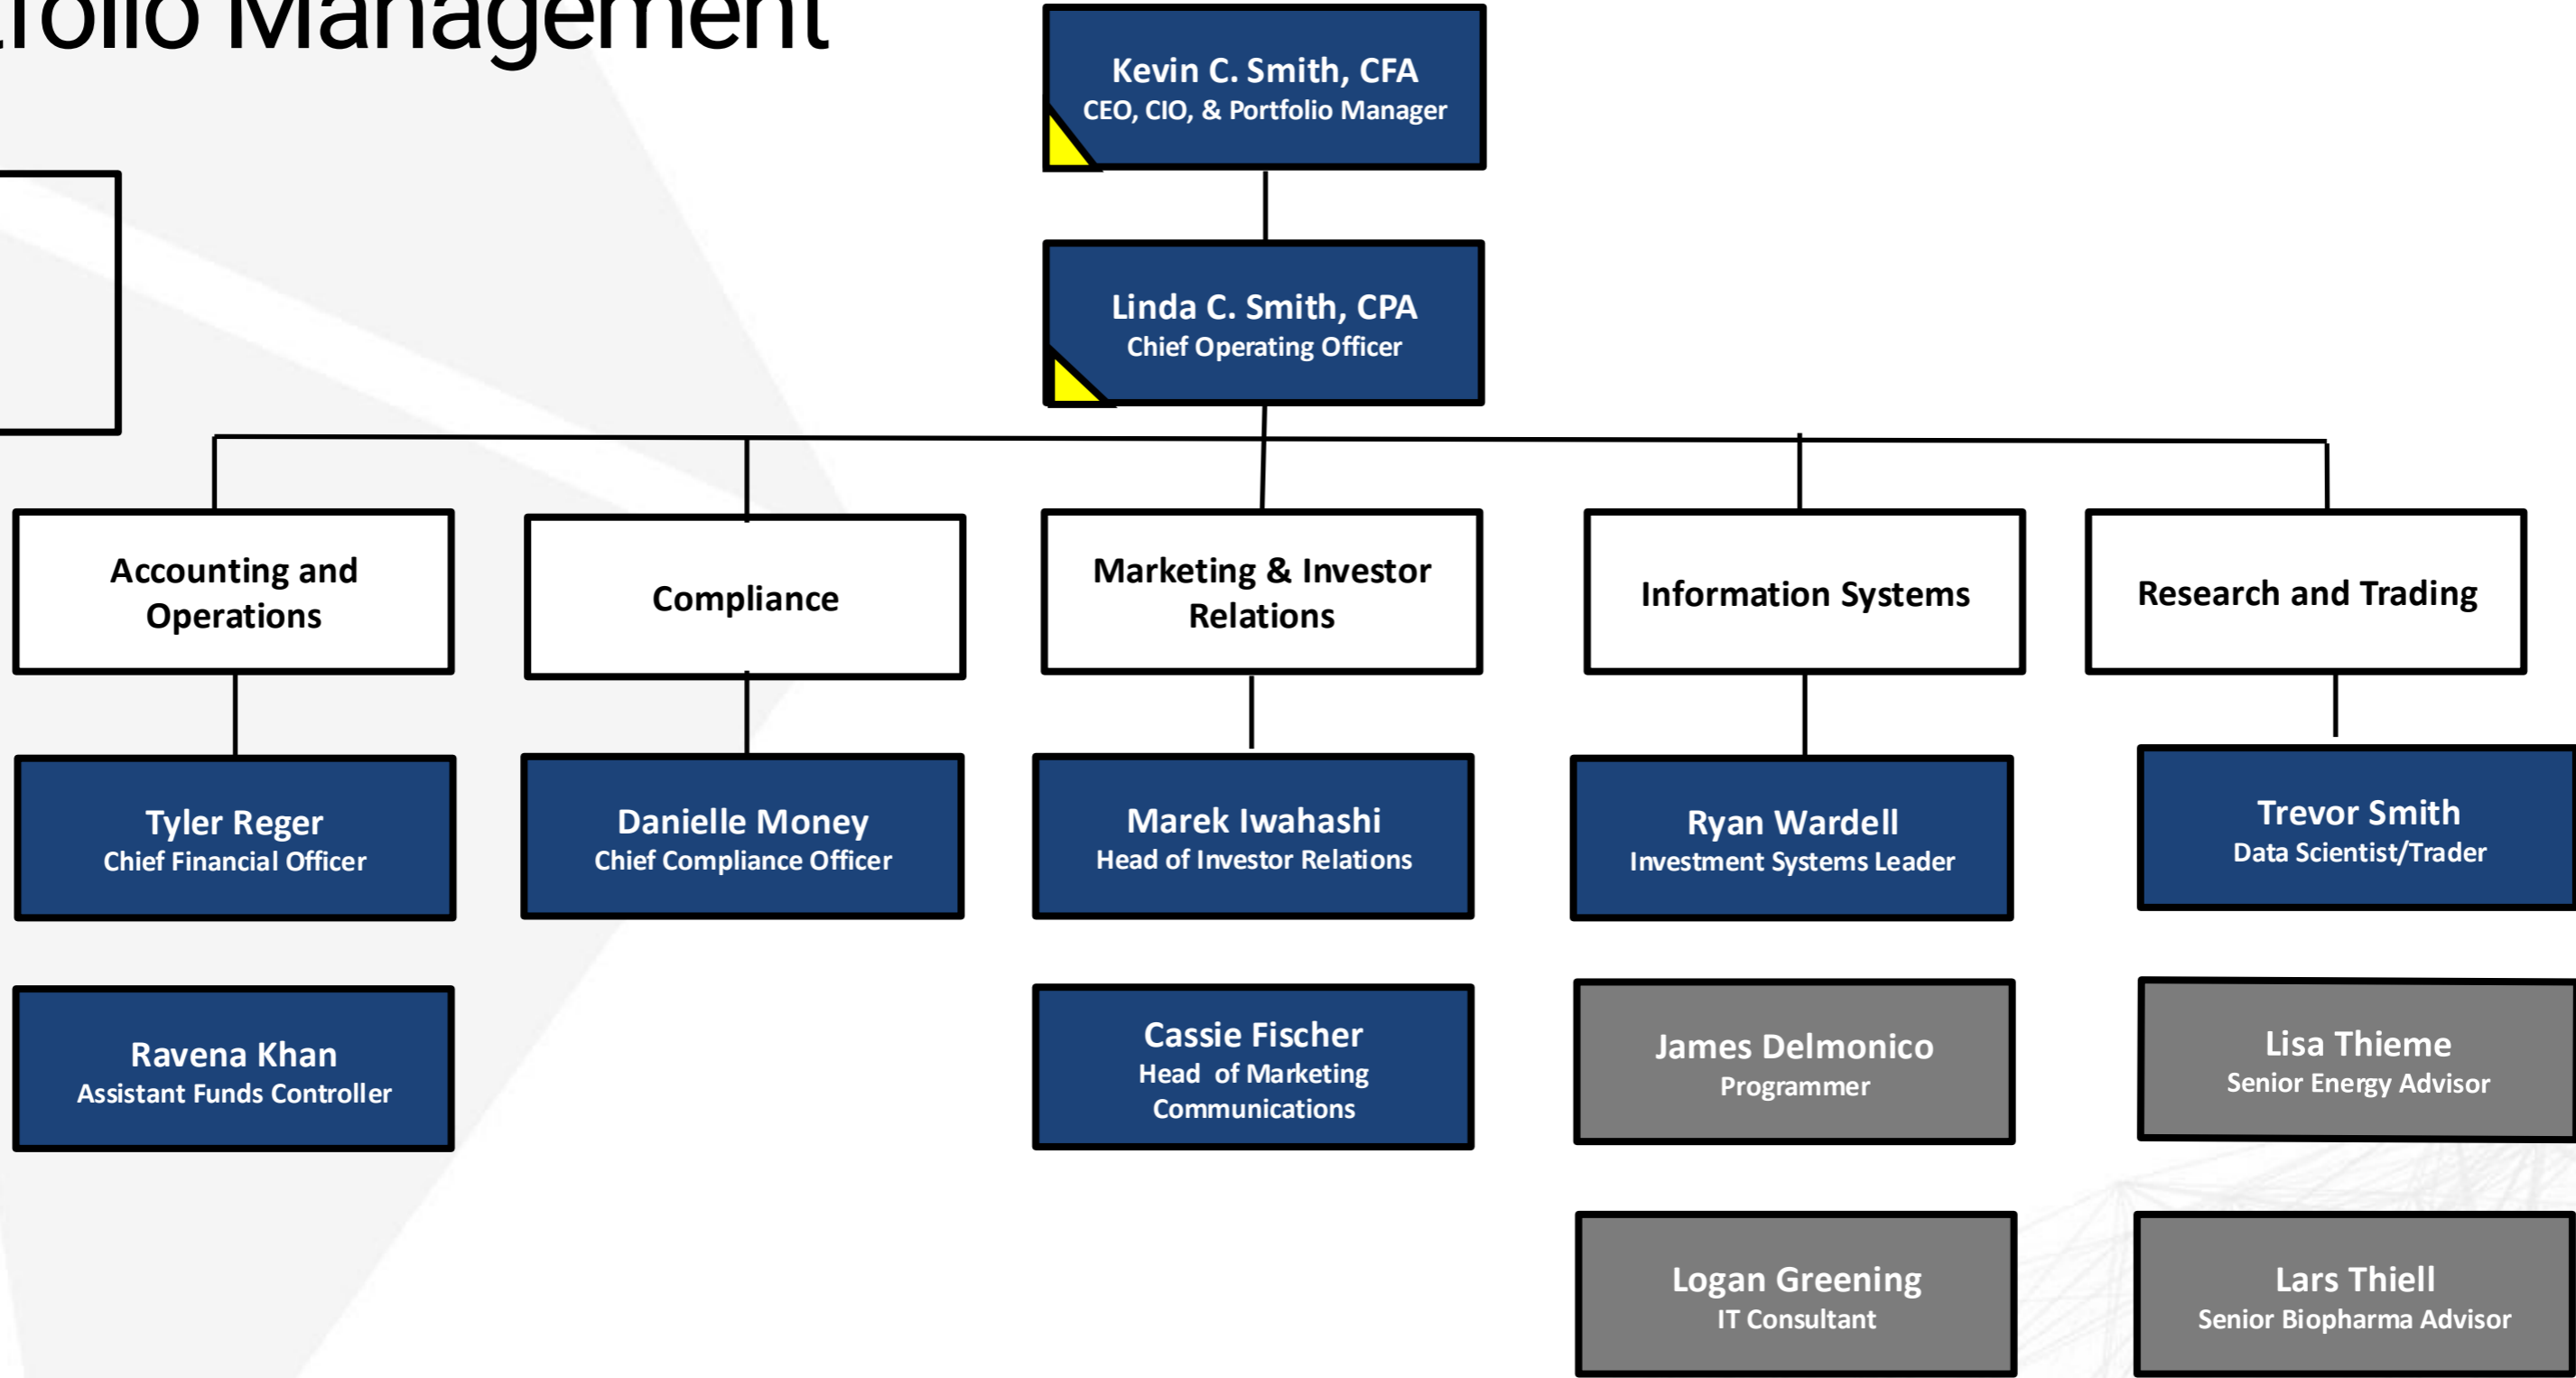 Management
Kevin C. Smith, CFA
CEO, CIO, & Portfolio Manager
Linda C. Smith, CPA
Chief Operating Officer
Accounting and
Operations
Compliance
Marketing & Investor
Relations
Information Systems
Research and Trading
Tyler Reger
Chief Financial Officer
Danielle Money
Chief Compliance Officer
Marek Iwahashi
Head of Investor Relations
Ryan Wardell
Investment Systems Leader
Trevor Smith
Data Scientist/Trader
Ravena Khan
Assistant Funds Controller
Cassie Fischer
Head of Marketing
Communications
James Delmonico
Programmer
Lisa Thieme
Senior Energy Advisor
Logan Greening
IT Consultant
Lars Thiell
Senior Biopharma Advisor